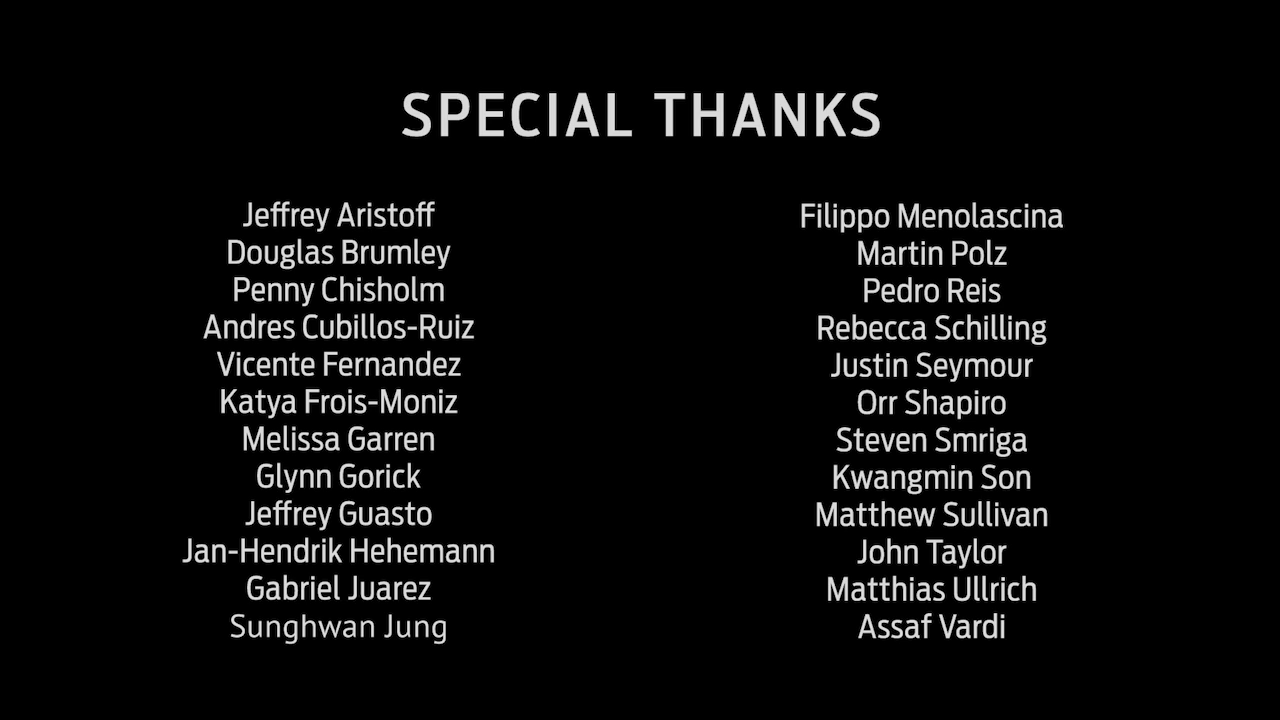 SPECIAL THANKS
Jeffrey Aristoff
Douglas Brumley
Penny Chisholm
Andres Cubillos-Ruiz
Vicente Fernandez
Katya Frois-Moniz
Melissa Garren
Glynn Gorick
Jeffrey Guasto
Jan-Hendrik Hehemann
Gabriel Juarez
Sunghwan Jung
Filippo Menolascina
Martin Polz
Pedro Reis
Rebecca Schilling
Justin Seymour
Orr Shapiro
Steven Smriga
Kwangmin Son
Matthew Sullivan
John Taylor
Matthias Ullrich
Assaf Vardi